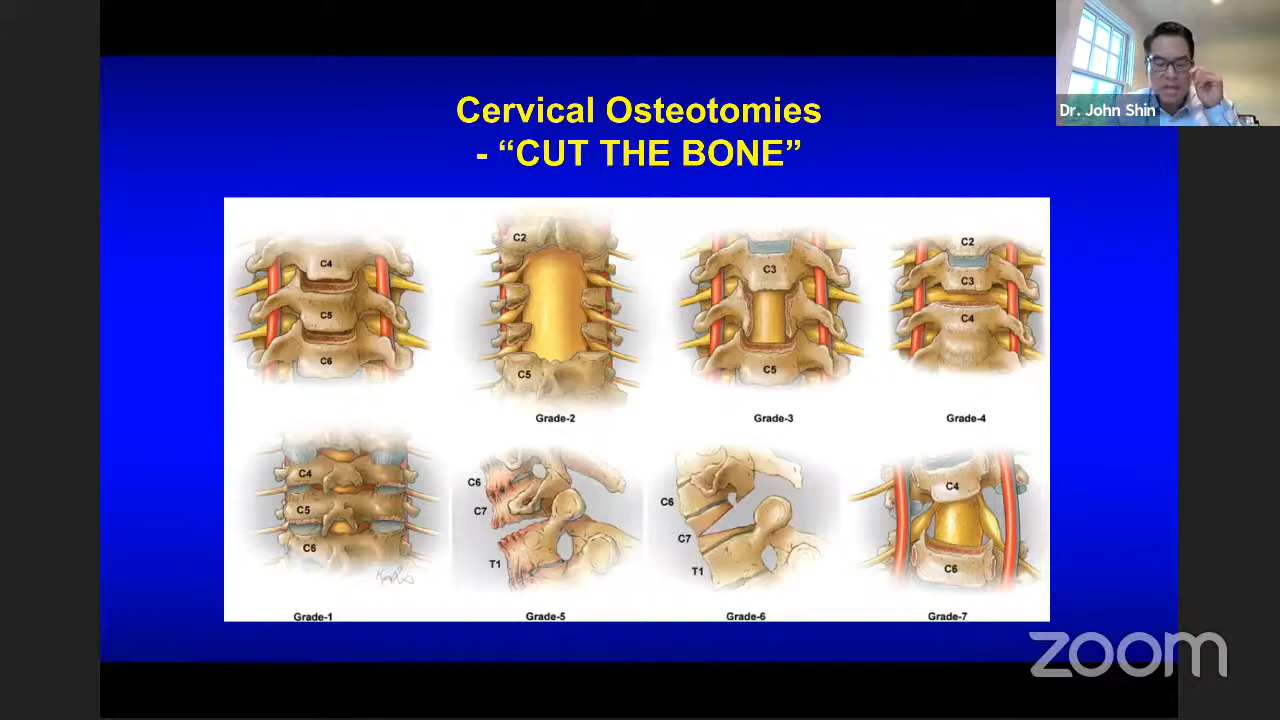 Cervical Osteotomies
- “CUT THE BONE”
Dr. John Shin
C4
C5
C6
C2
C5
Grade-2
C3
C5
Grade-3
C2
C3
C4
Grade-4
C4
C5
C6
Grade-1
C6
C7
T1
Grade-5
C6
C7
T1
Grade-6
C4
C6
Grade-7
zoom